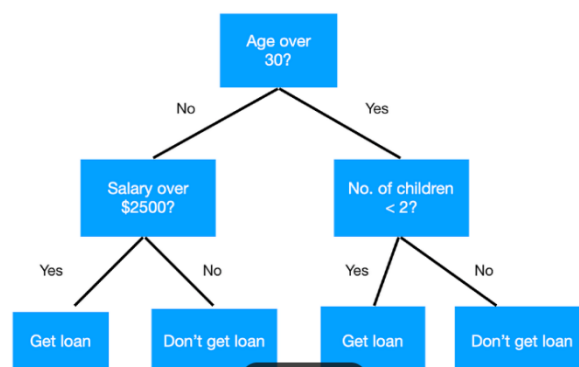 Age over
30?
No
Yes
Salary over
$2500?
No. of children
< 2?
Yes
No
Yes
No
Get loan
Don't get loan
Get loan
Don't get loan